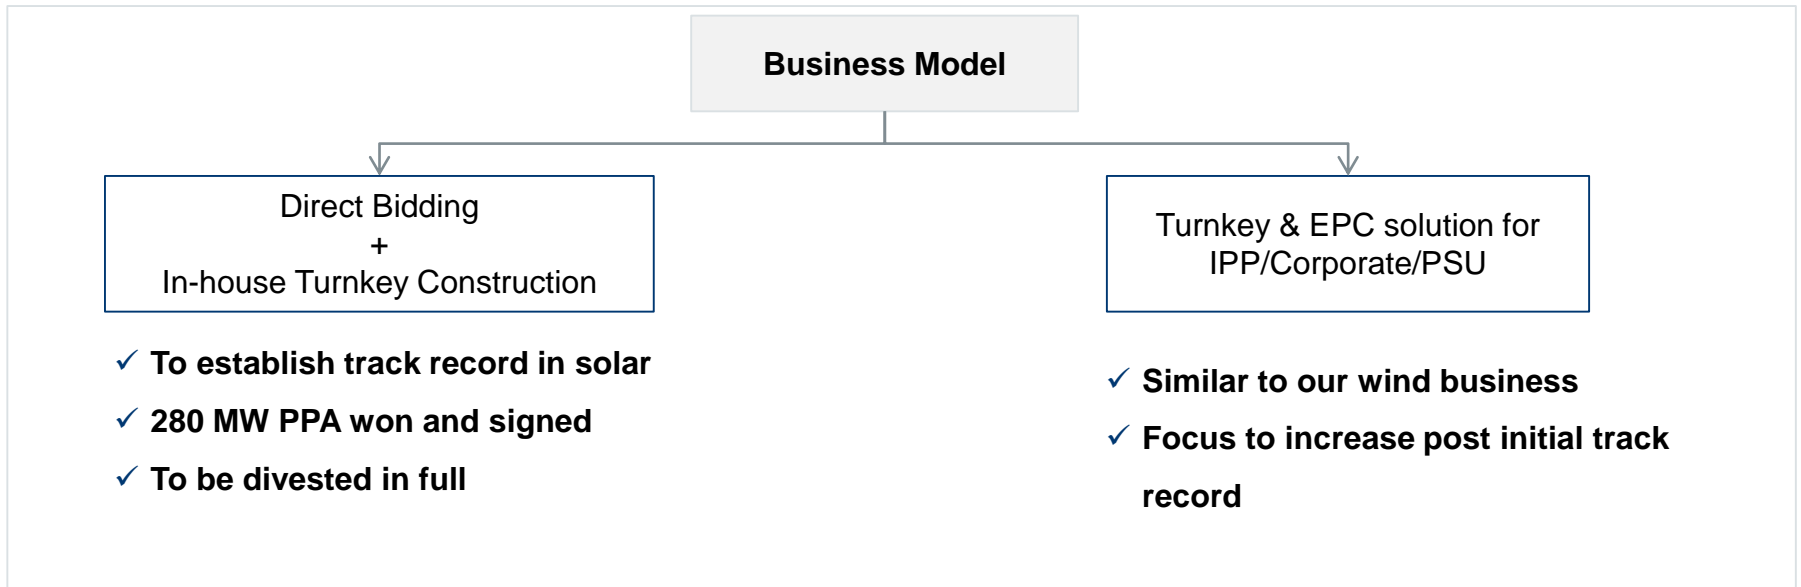 Business Model
Direct Bidding
+
In-house Turnkey Construction
✓ To establish track record in solar
✓ 280 MW PPA won and signed
✓ To be divested in full
Turnkey & EPC solution for
IPP/Corporate/PSU
✓ Similar to our wind business
✓ Focus to increase post initial track
record